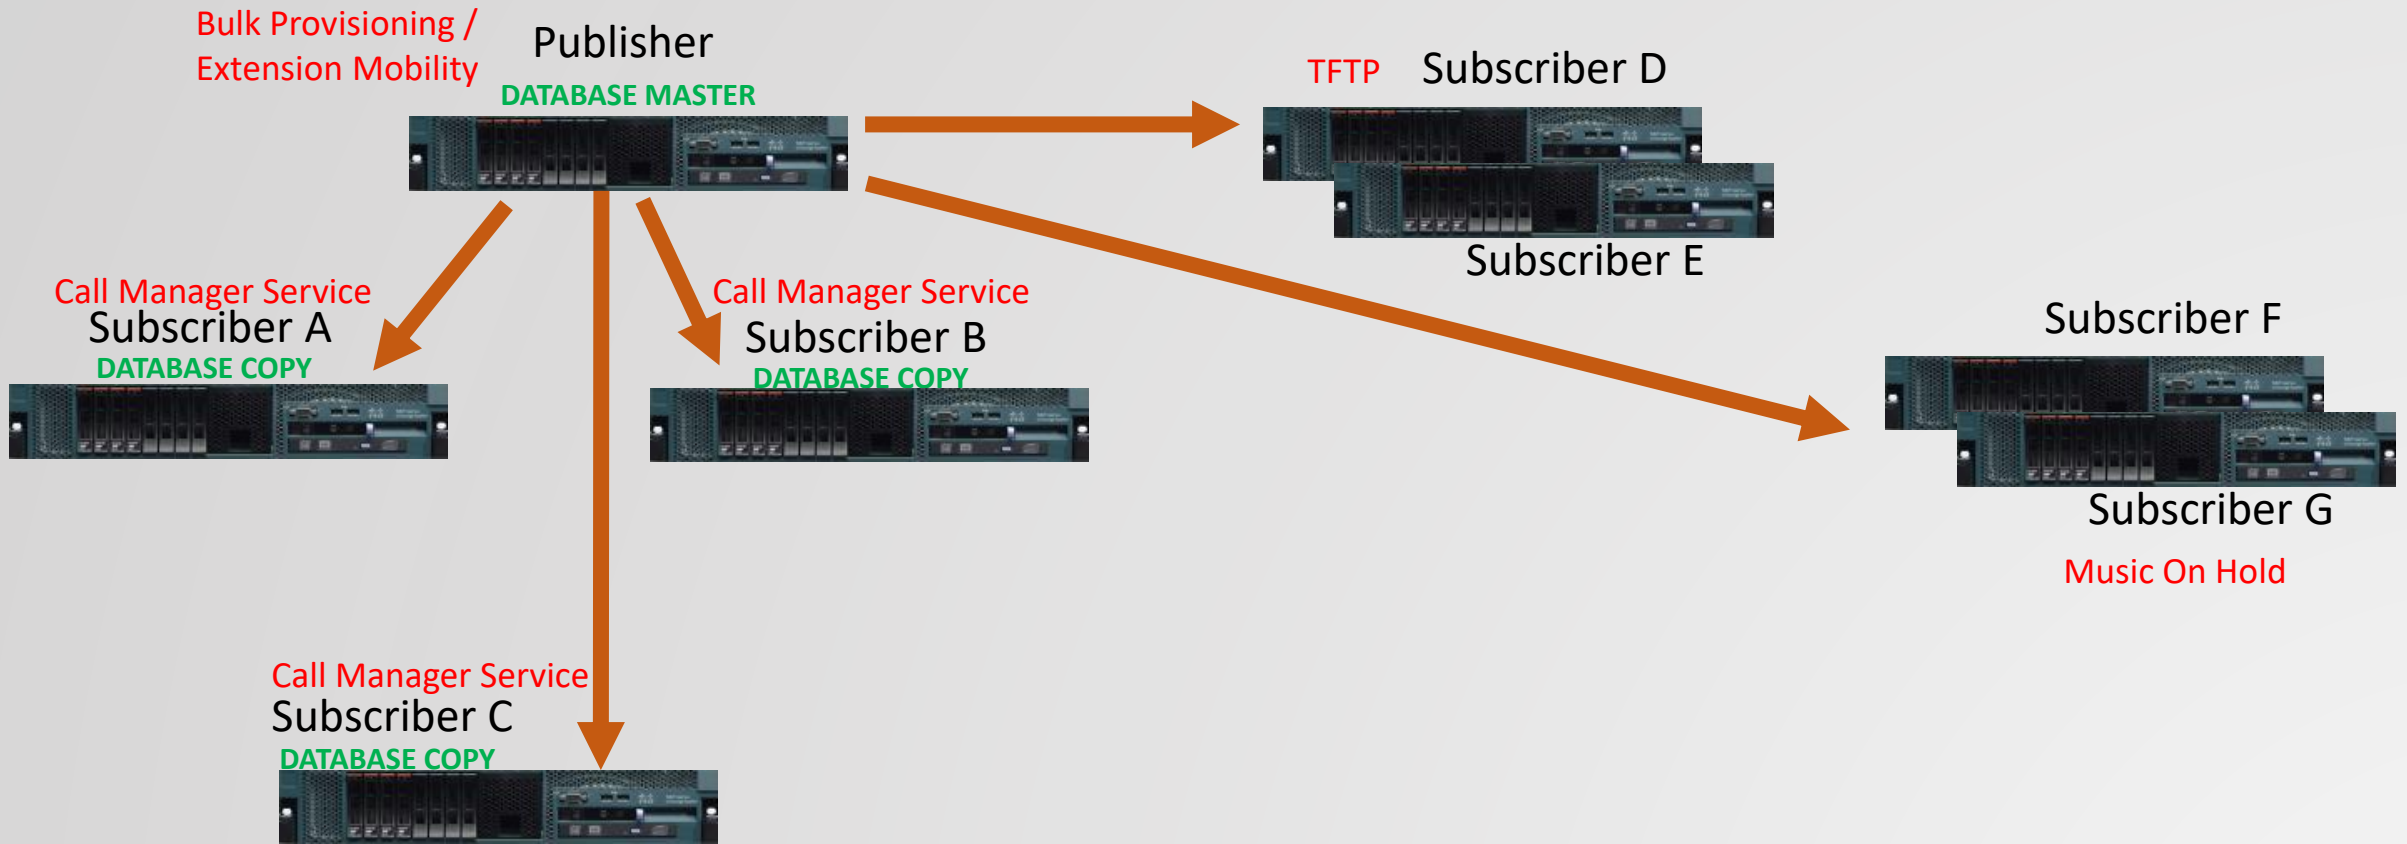 Bulk Provisioning /
Extension Mobility
Publisher
DATABASE MASTER
TFTP
Subscriber D
Subscriber E
Call Manager Service
Subscriber A
DATABASE COPY
Call Manager Service
Subscriber B
DATABASE COPY
Subscriber F
Subscriber G
Music On Hold
Call Manager Service
Subscriber C
DATABASE COPY